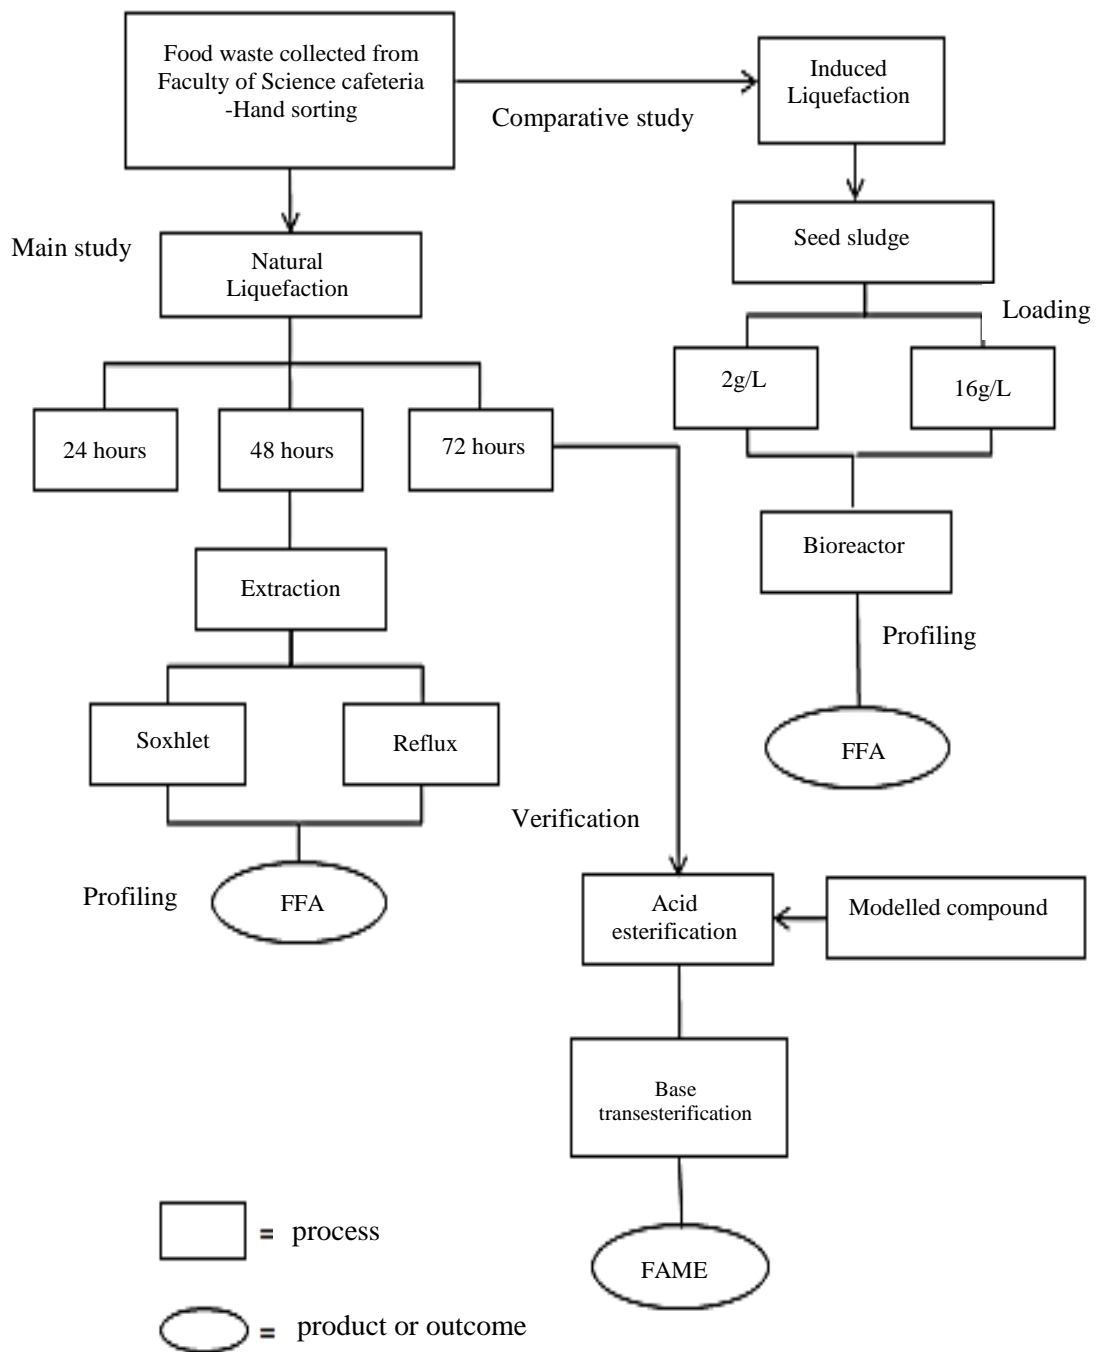 Food waste collected from
Faculty of Science cafeteria
-Hand sorting
Comparative study
Induced
Liquefaction
Main study
Natural
Liquefaction
Seed sludge
Loading
2g/L
16g/L
24 hours
48 hours
72 hours
Bioreactor
Extraction
Profiling
Soxhlet
Reflux
FFA
Verification
Profiling
FFA
Acid
esterification
Modelled compound
Base
transesterification
FAME
= process
= product or outcome